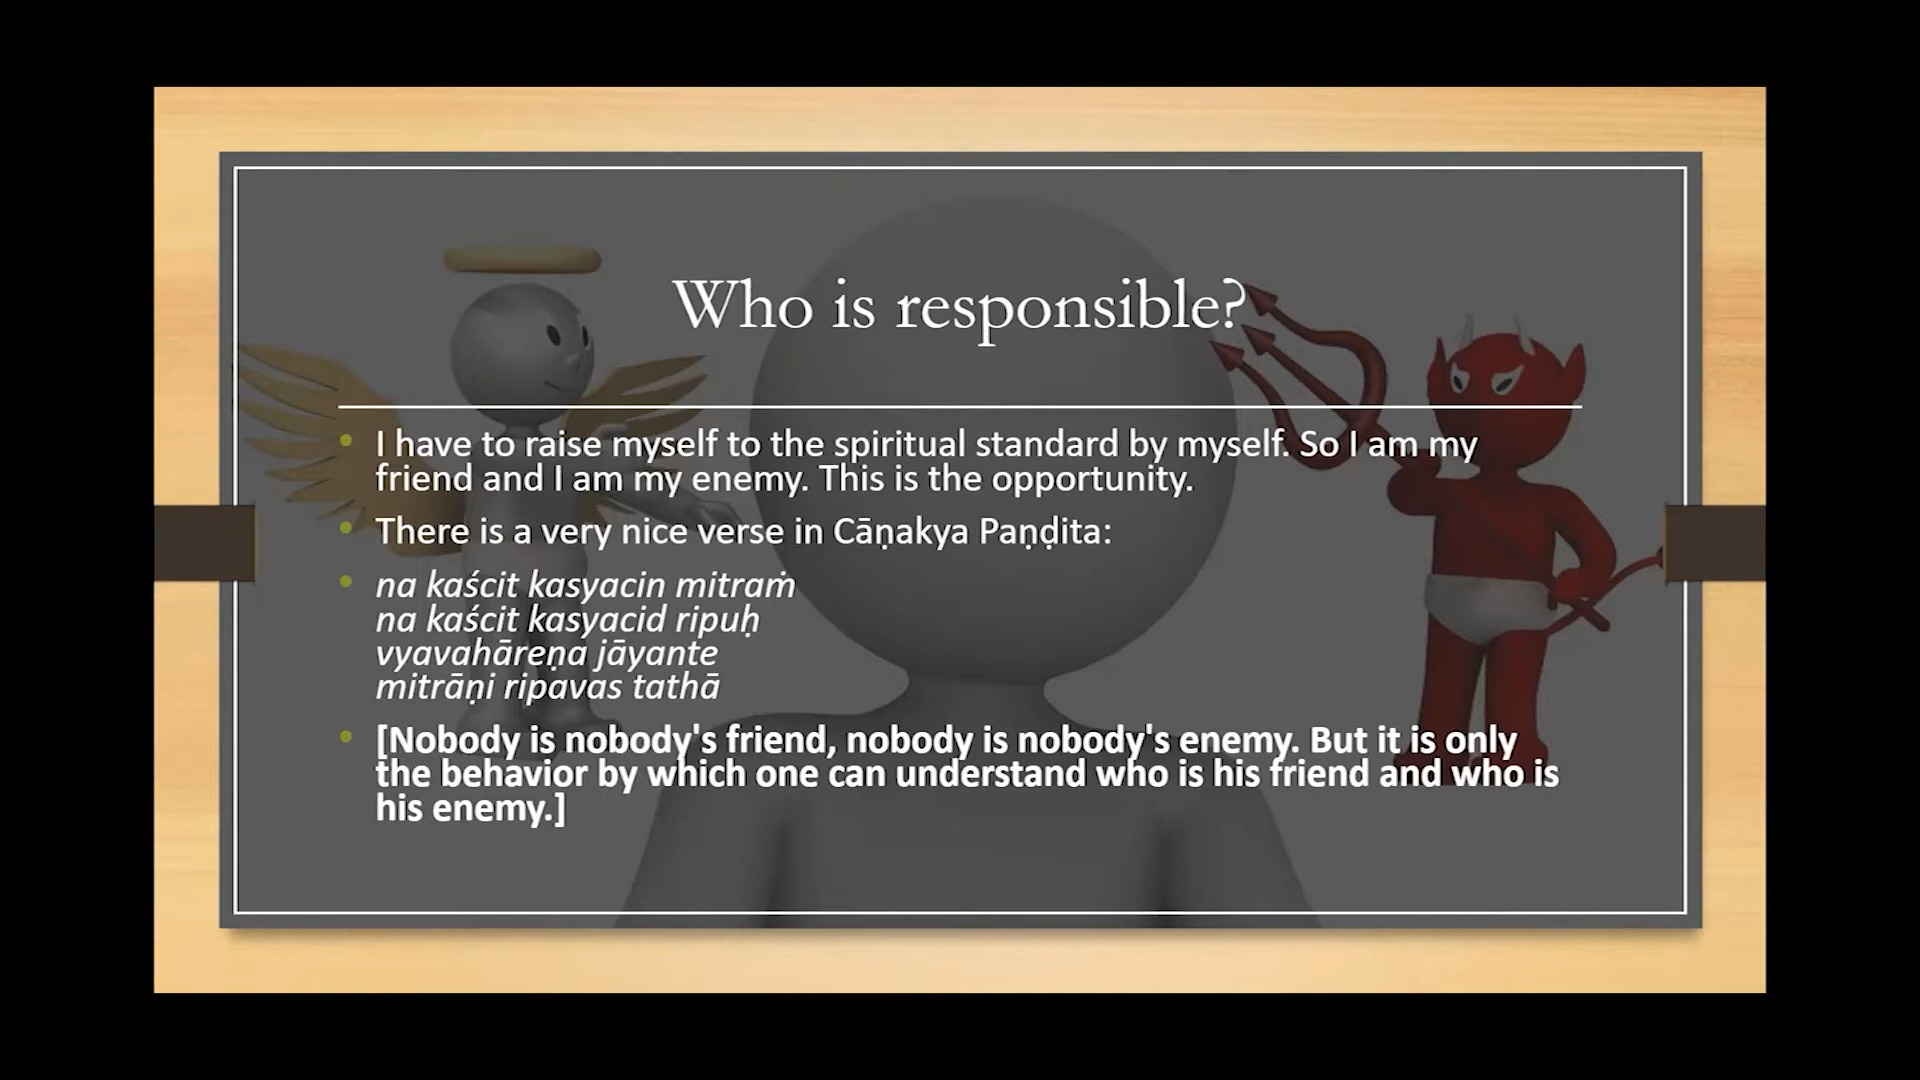 Who is responsible?
I have to raise myself to the spiritual standard by myself. So I am my
friend and I am my enemy. This is the opportunity.
There is a very nice verse in Cāṇakya Paṇḍita:
na kaścit kasyacin mitraṁ
na kaścit kasyacid ripuḥ
vyavahāreṇa jāyante
mitrāṇi ripavas tathā
[Nobody is nobody's friend, nobody is nobody's enemy. But it is only
the behavior by which one can understand who is his friend and who is
his enemy.]